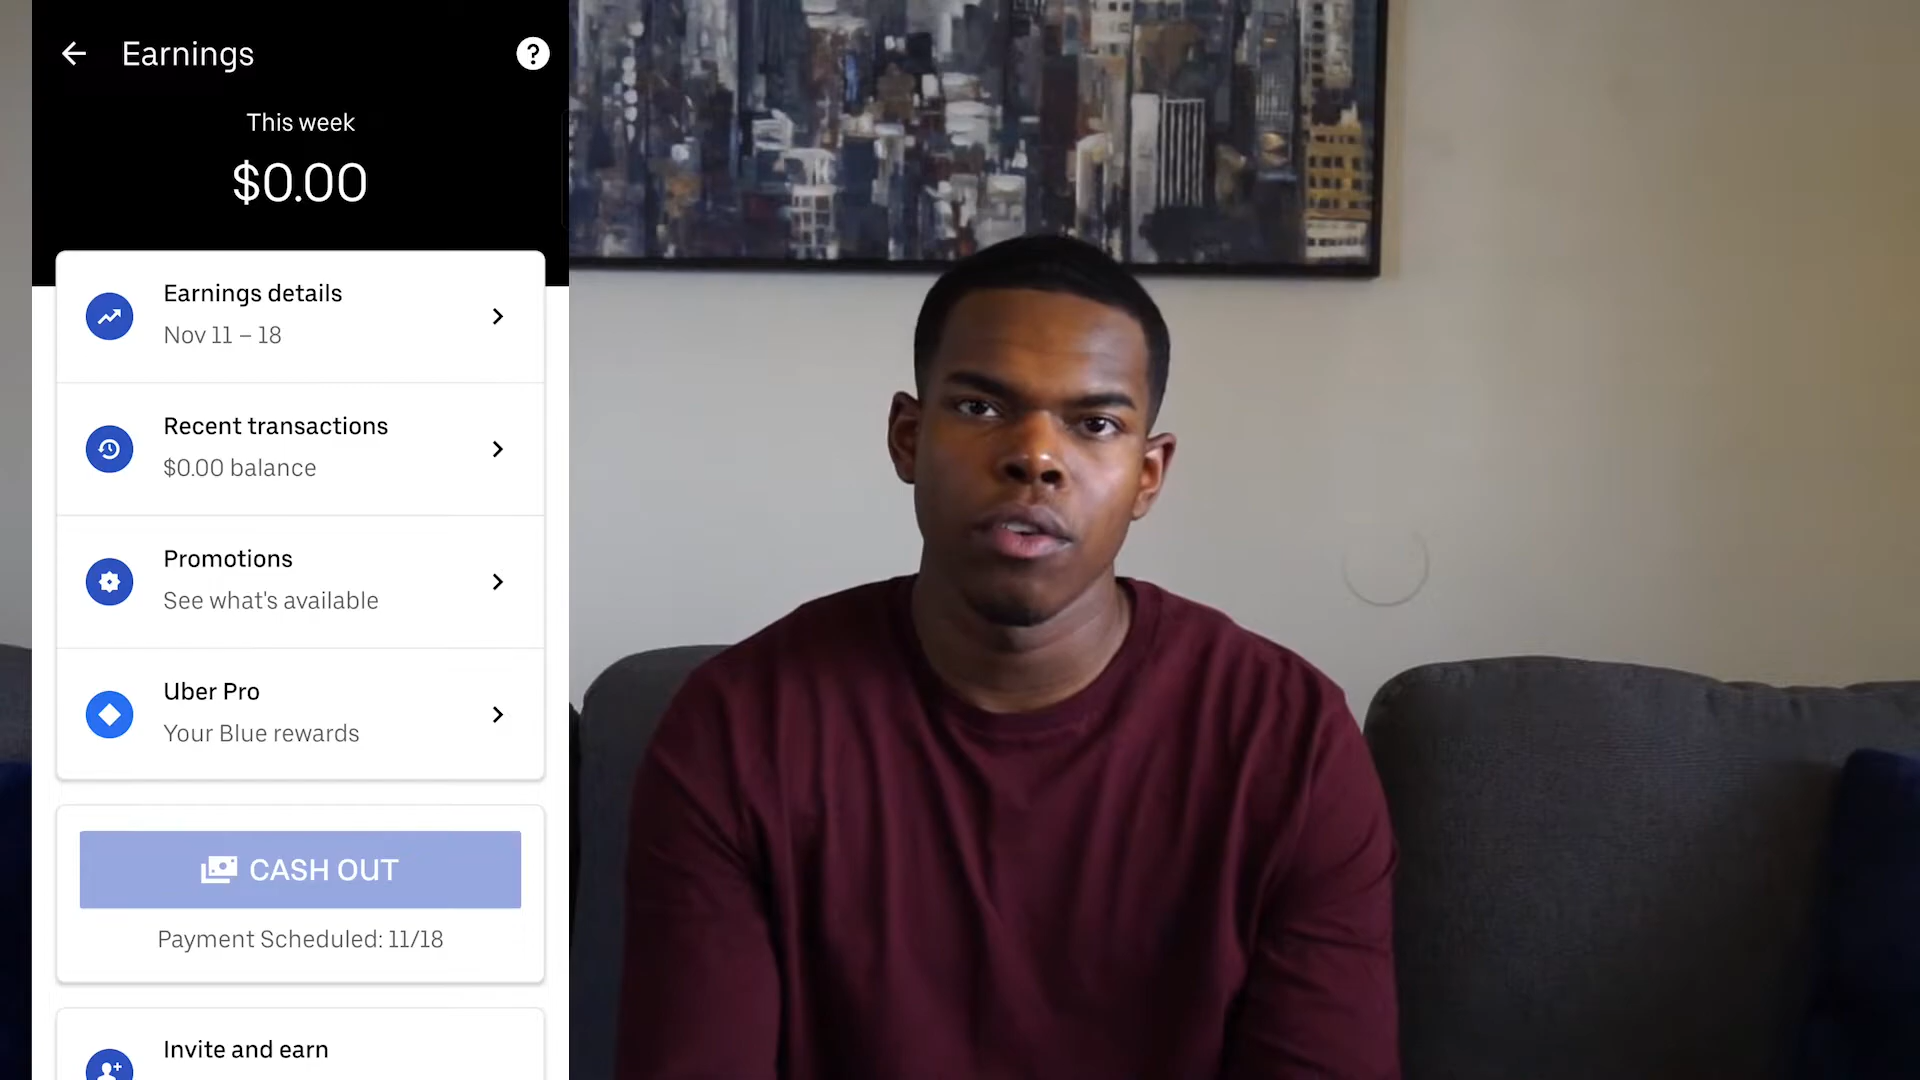 Earnings
?
This week
$0.00
Earnings details
Nov 11 – 18
Recent transactions
$0.00 balance
Promotions
See what's available
Uber Pro
Your Blue rewards
CASH OUT
Payment Scheduled: 11/18
Invite and earn